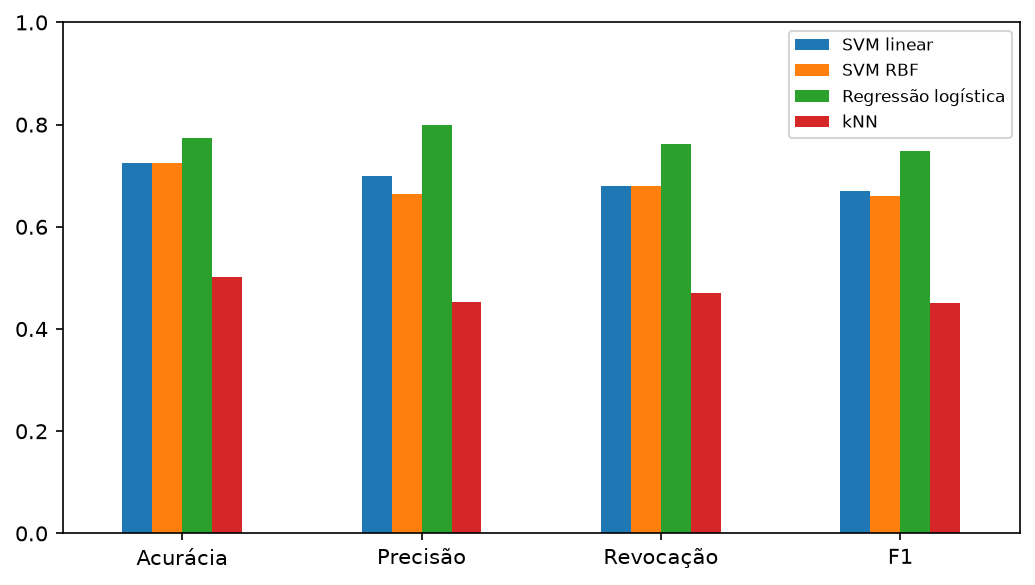 1.0
0.8
0.6
0.4
0.2
0.0
SVM linear
SVM RBF
Regressão logística
kNN
Acurácia
Precisão
Revocação
F1